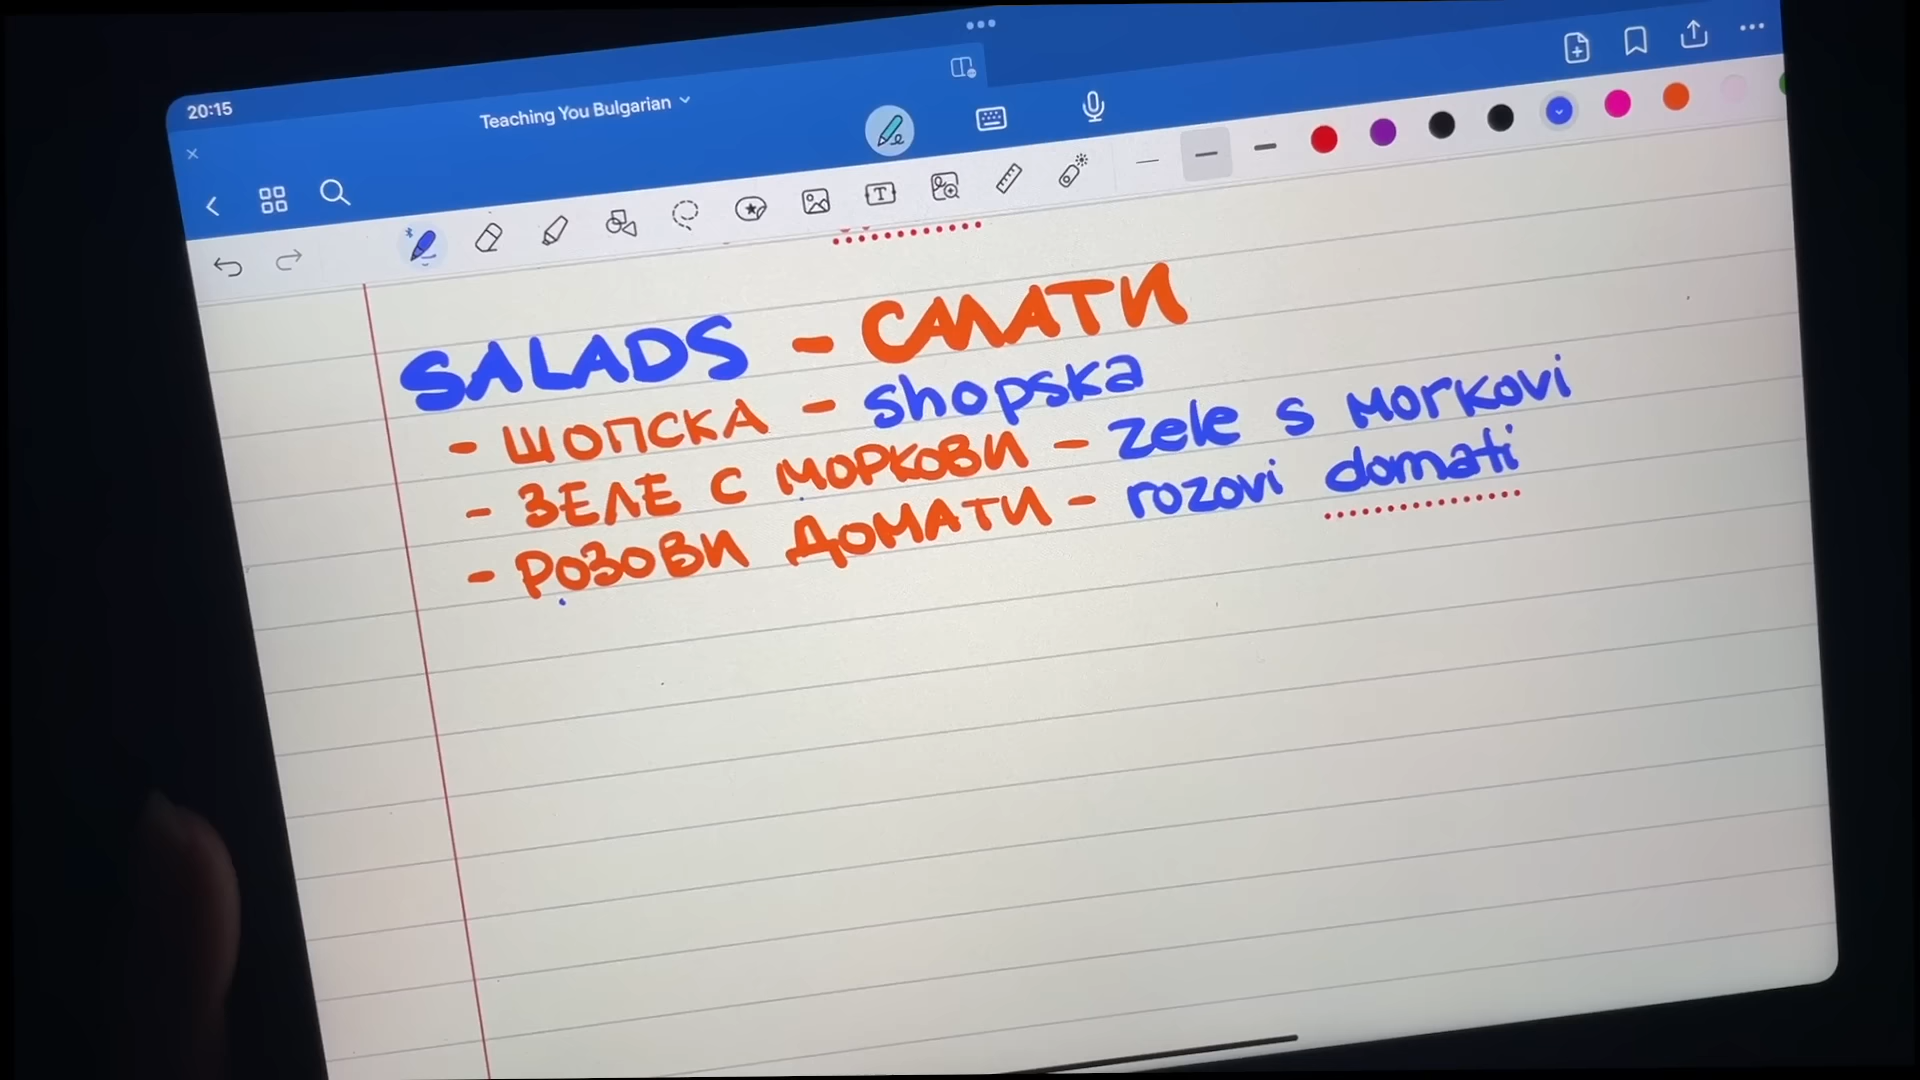 20:15
Teaching You Bulgarian
SALADS - САЛАТИ
- ШОПСКА - shopska
- ЗЕЛЕ С МОРКОВИ - zele s morkovi
- РОЗОВИ ДОМАТИ - rozovi domati